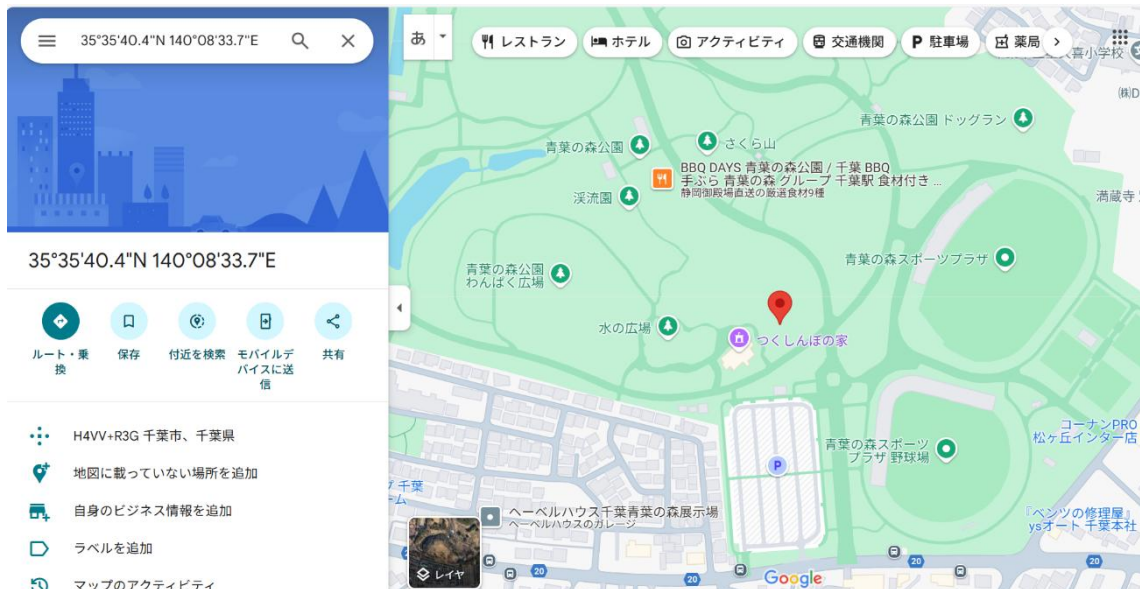 35°35'40.4"N 140°08'33.7"E
あ
レストラン
ホテル
アクティビティ
交通機関
P 駐車場
薬局
喜小学校
35°35'40.4"N 140°08'33.7"E
ルート・乗
換
保存
付近を検索
モバイルデ
バイスに送
信
共有
H4VV+R3G 千葉市、千葉県
地図に載っていない場所を追加
自身のビジネス情報を追加
ラベルを追加
マップのアクティビティ
青葉の森公園 ドッグラン
さくら山
青葉の森公園
BBQ DAYS 青葉の森公園 / 千葉 BBQ
手ぶら 青葉の森 グループ 千葉駅 食材付き ...
静岡御殿場直送の厳選食材9種
渓流園
満蔵寺
青葉の森スポーツプラザ
青葉の森公園
わんぱく広場
水の広場
つくしんぼの家
コーナンPRO
松ヶ丘インター店
青葉の森スポーツ
プラザ 野球場
P
千葉
ーム
ヘーベルハウス千葉青葉の森展示場
ヘーベルハウスのガレージ
『ベンツの修理屋』
ysオート 千葉本社
レイヤ
20
20
20
20
Google